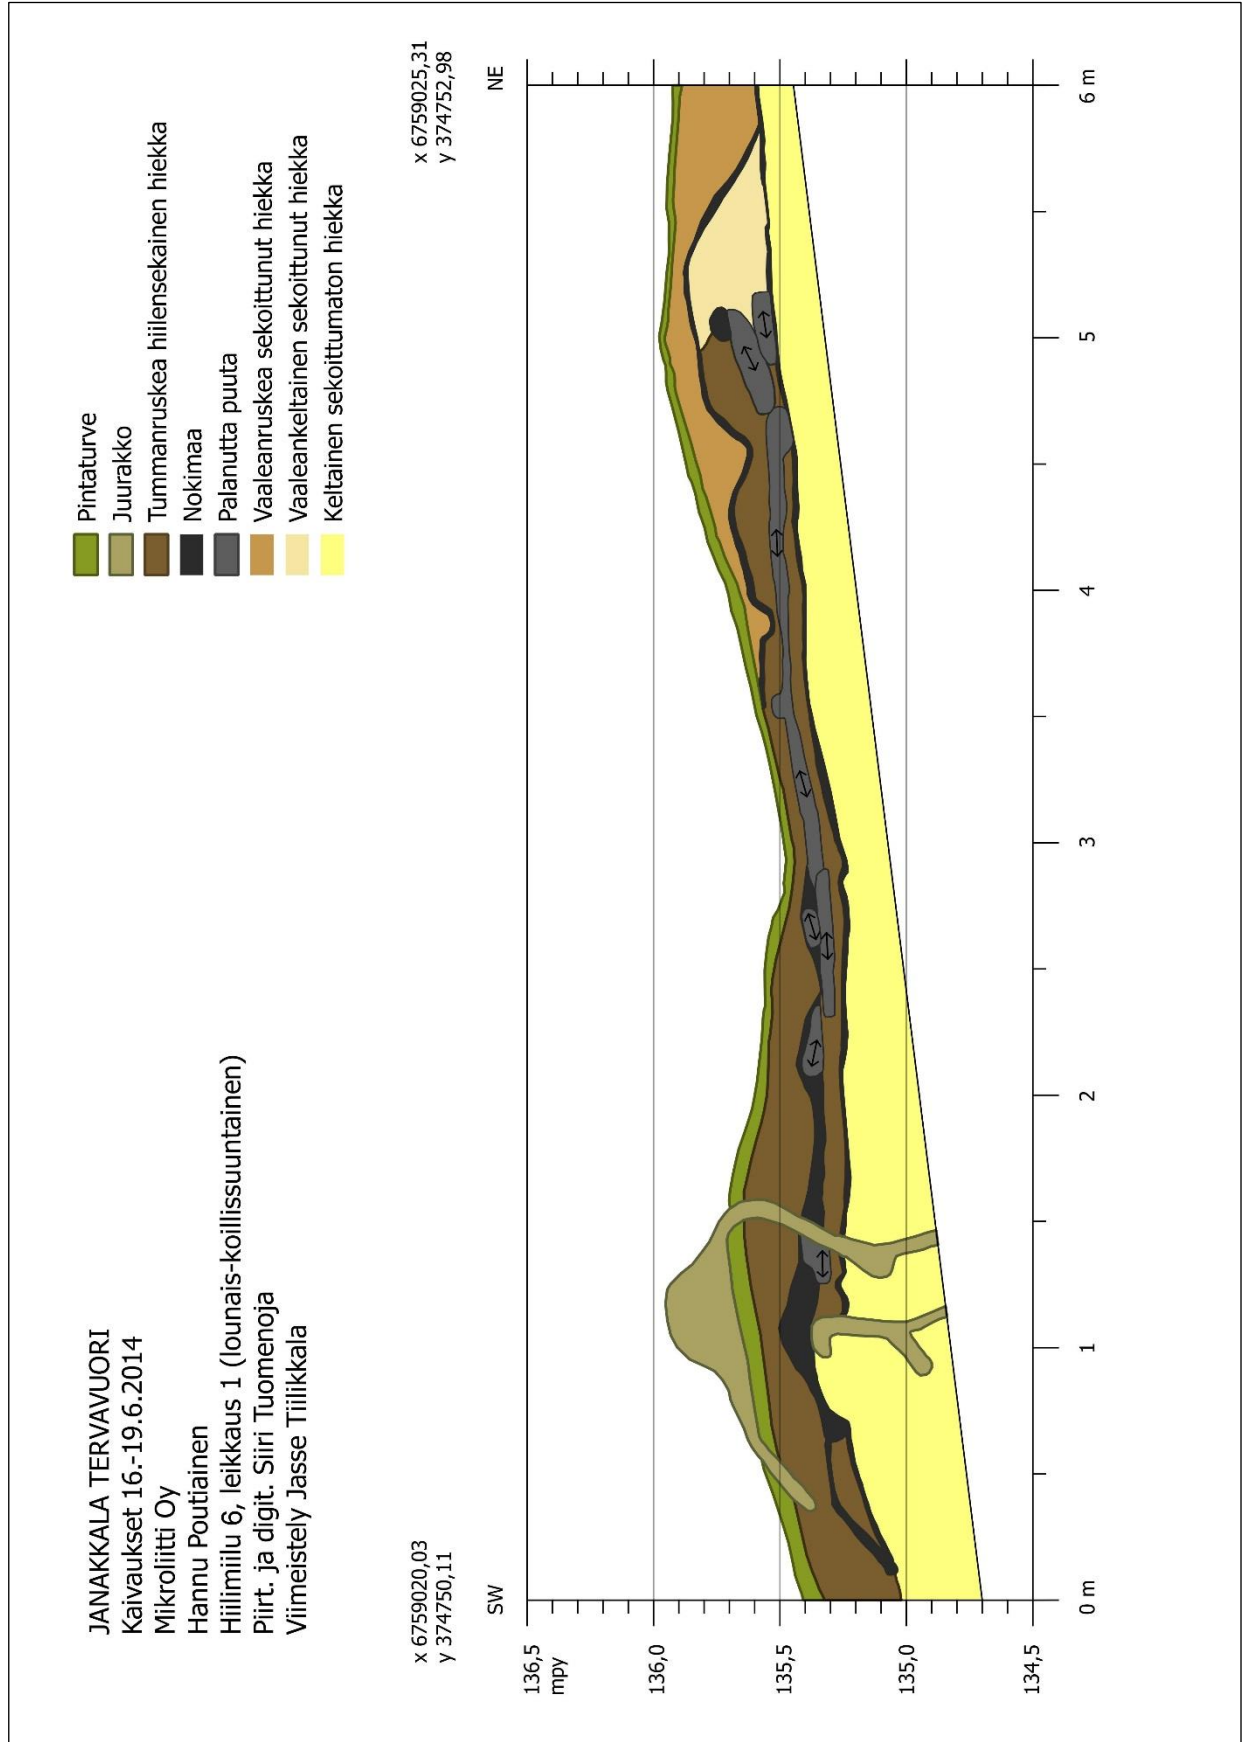 JANAKKALA TERVAVUORI
Kaivaukset 16.-19.6.2014
Mikroliitti Oy
Hannu Poutiainen
Hiilimiilu 6, leikkaus 1 (lounais-koillissuuntainen)
Piirt. ja digit. Siiri Tuomenoja
Viimeistely Jasse Tiilikkala
Pintaturve
Juurakko
Tummanruskea hiilensekainen hiekka
Nokimaa
Palanutta puuta
Vaaleanruskea sekoittunut hiekka
Vaaleankeltainen sekoittunut hiekka
Keltainen sekoittumaton hiekka
x 6759020,03
y 374750,11
x 6759025,31
y 374752,98
SW
NE
136,5
mpy
136,0
135,5
135,0
134,5
0 m
1
2
3
4
5
6 m